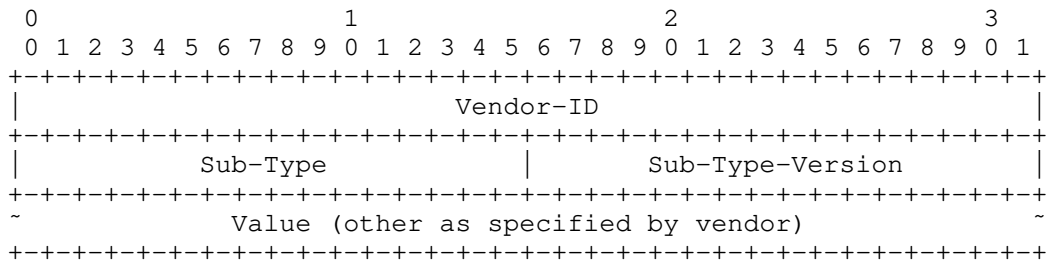 0                   1                   2                   3
 0 1 2 3 4 5 6 7 8 9 0 1 2 3 4 5 6 7 8 9 0 1 2 3 4 5 6 7 8 9 0 1
+-+-+-+-+-+-+-+-+-+-+-+-+-+-+-+-+-+-+-+-+-+-+-+-+-+-+-+-+-+-+-+-+
|                           Vendor-ID                           |
+-+-+-+-+-+-+-+-+-+-+-+-+-+-+-+-+-+-+-+-+-+-+-+-+-+-+-+-+-+-+-+-+
|           Sub-Type            |       Sub-Type-Version        |
+-+-+-+-+-+-+-+-+-+-+-+-+-+-+-+-+-+-+-+-+-+-+-+-+-+-+-+-+-+-+-+-+
~             Value (other as specified by vendor)              ~
+-+-+-+-+-+-+-+-+-+-+-+-+-+-+-+-+-+-+-+-+-+-+-+-+-+-+-+-+-+-+-+-+